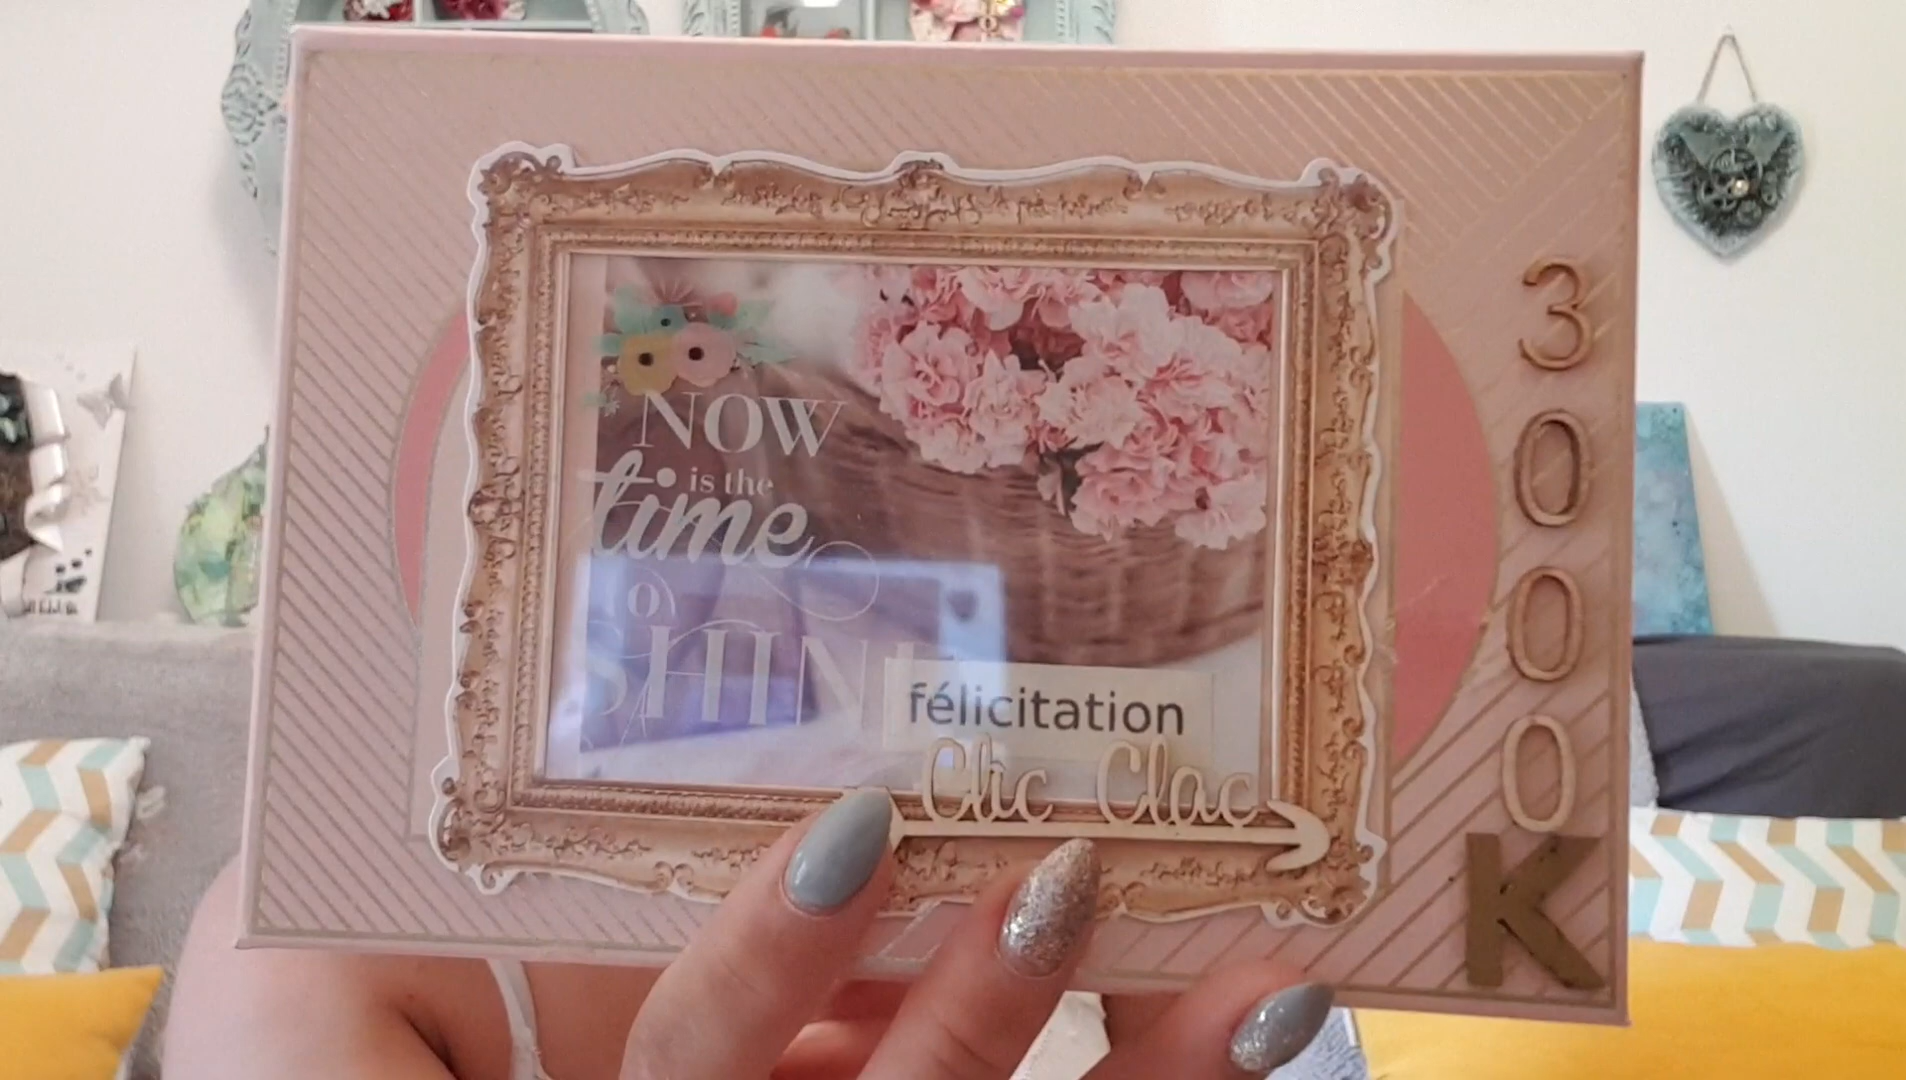 NOW
is the
time
to
SHINE
félicitation
Clic Clac
3000
K